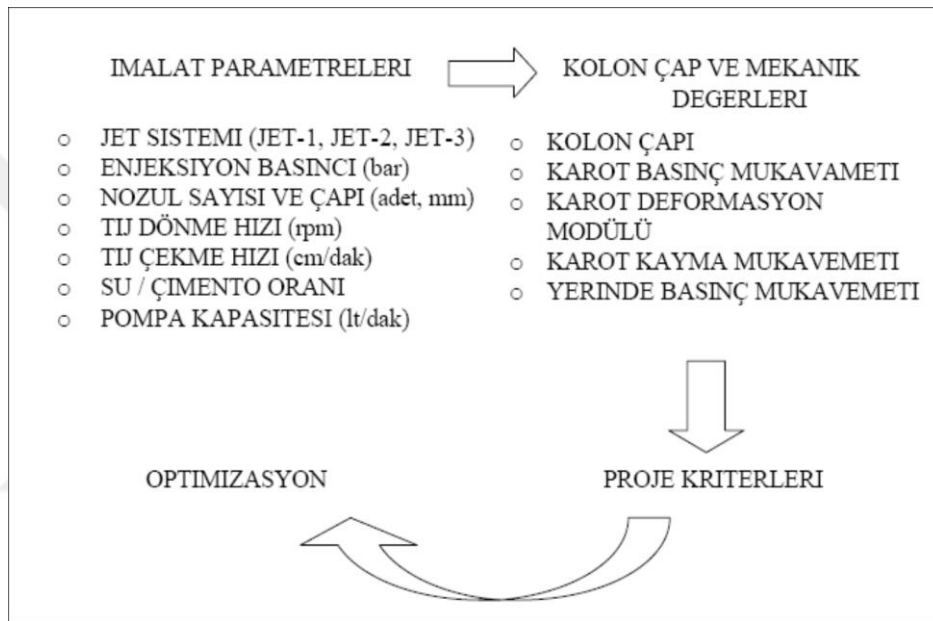 IMALAT PARAMETRELERI
o JET SISTEMI (JET-1, JET-2, JET-3)
o ENJEKSIYON BASINCI (bar)
o NOZUL SAYISI VE ÇAPI (adet, mm)
o TIJ DÖNME HIZI (rpm)
o TIJ ÇEKME HIZI (cm/dak)
o SU / ÇIMENTO ORANI
o POMPA KAPASITESI (lt/dak)
KOLON ÇAP VE MEKANIK
DEGERLERI
o KOLON ÇAPI
o KAROT BASINÇ MUKAVAMETI
o KAROT DEFORMASYON
MODÜLÜ
o KAROT KAYMA MUKAVEMETI
o YERINDE BASINÇ MUKAVEMETI
OPTIMIZASYON
PROJE KRITERLERI